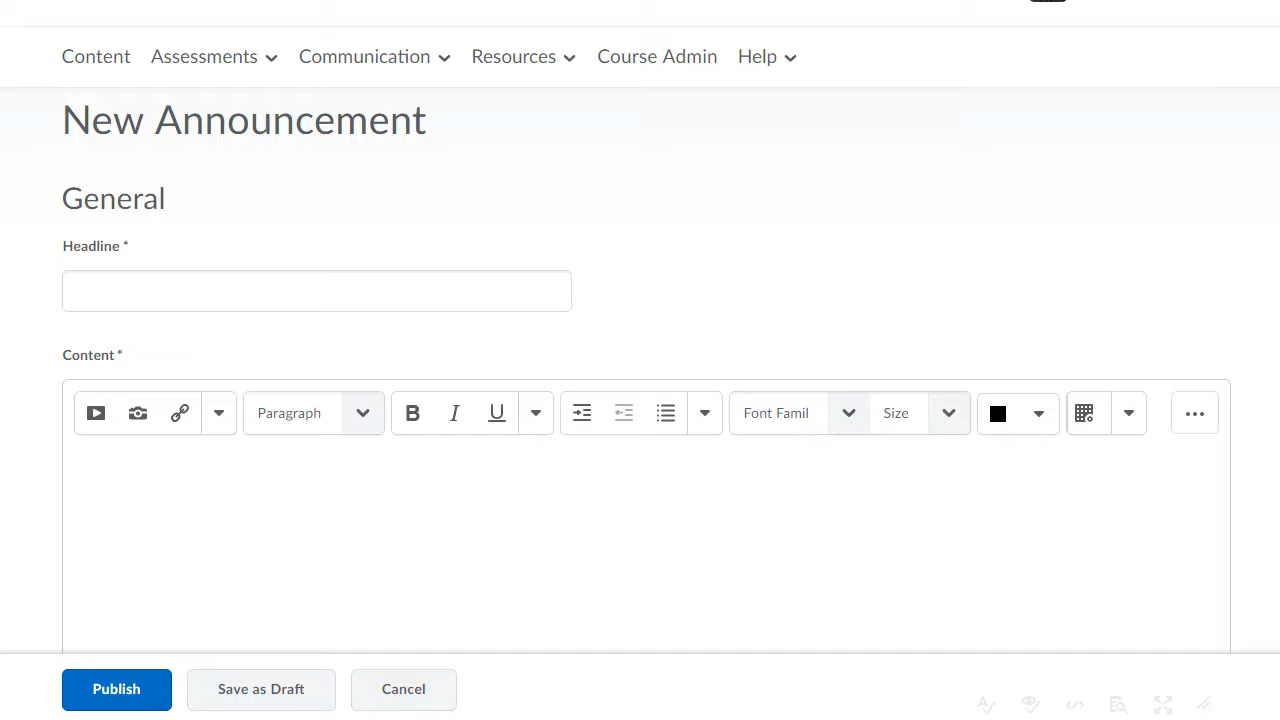 Content Assessments Communication Resources Course Admin Help
New Announcement
General
Headline *
Content *
Paragraph B I U Font Famil Size
Publish Save as Draft Cancel